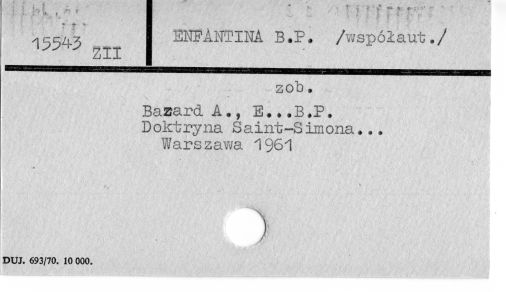 15543
ZII
ENFANTINA B.P. /współaut./
zob.
Bazard A., E...B.P.
Doktryna Saint-Simona...
Warszawa 1961
DUJ. 693/70. 10 000.